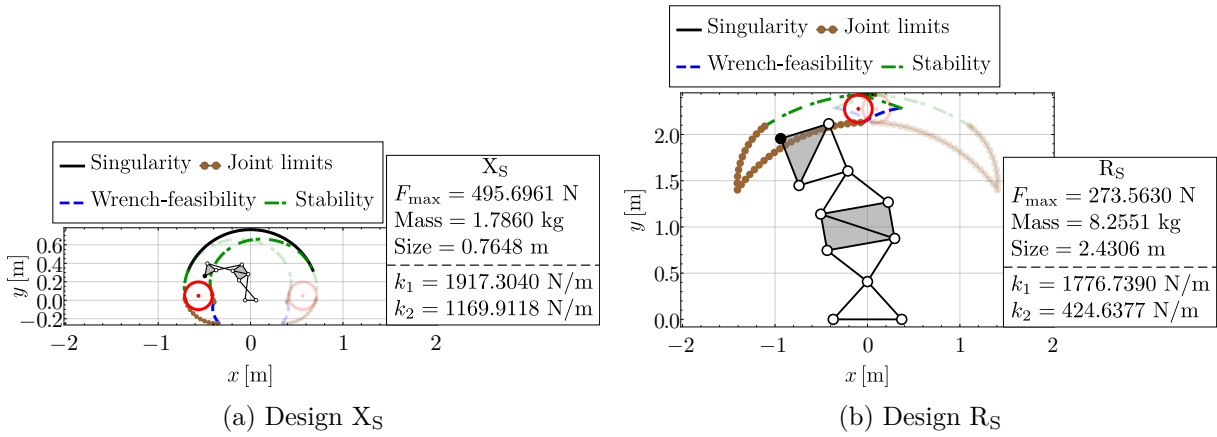 Singularity
Joint limits
Wrench-feasibility
Stability
X_S
F_max = 495.6961 N
Mass = 1.7860 kg
Size = 0.7648 m
k_1 = 1917.3040 N/m
k_2 = 1169.9118 N/m
y [m]
0.6
0.4
0.2
0.0
−0.2
−2
−1
0
1
2
x [m]
(a) Design X_S
Singularity
Joint limits
Wrench-feasibility
Stability
R_S
F_max = 273.5630 N
Mass = 8.2551 kg
Size = 2.4306 m
k_1 = 1776.7390 N/m
k_2 = 424.6377 N/m
y [m]
2.0
1.5
1.0
0.5
0.0
−2
−1
0
1
2
x [m]
(b) Design R_S